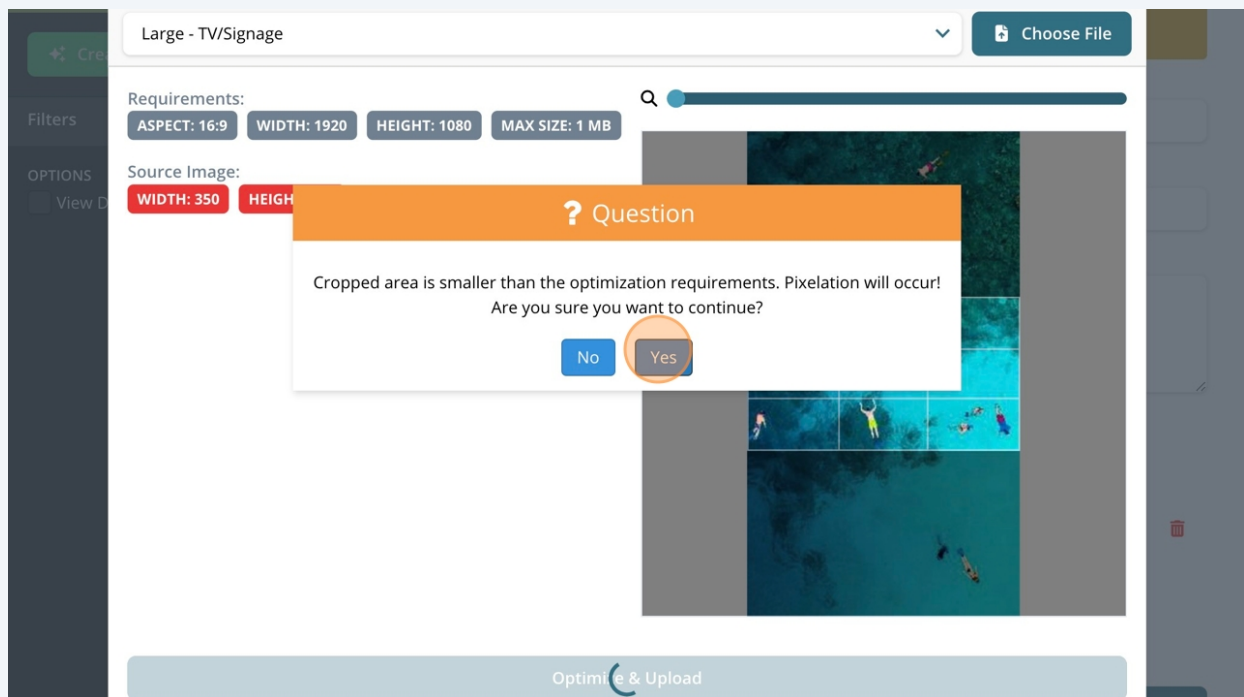 Large - TV/Signage
Choose File
Filters
Requirements:
ASPECT: 16:9 WIDTH: 1920 HEIGHT: 1080 MAX SIZE: 1 MB
OPTIONS
Source Image:
WIDTH: 350
? Question
Cropped area is smaller than the optimization requirements. Pixelation will occur!
Are you sure you want to continue?
No Yes
Optimize & Upload